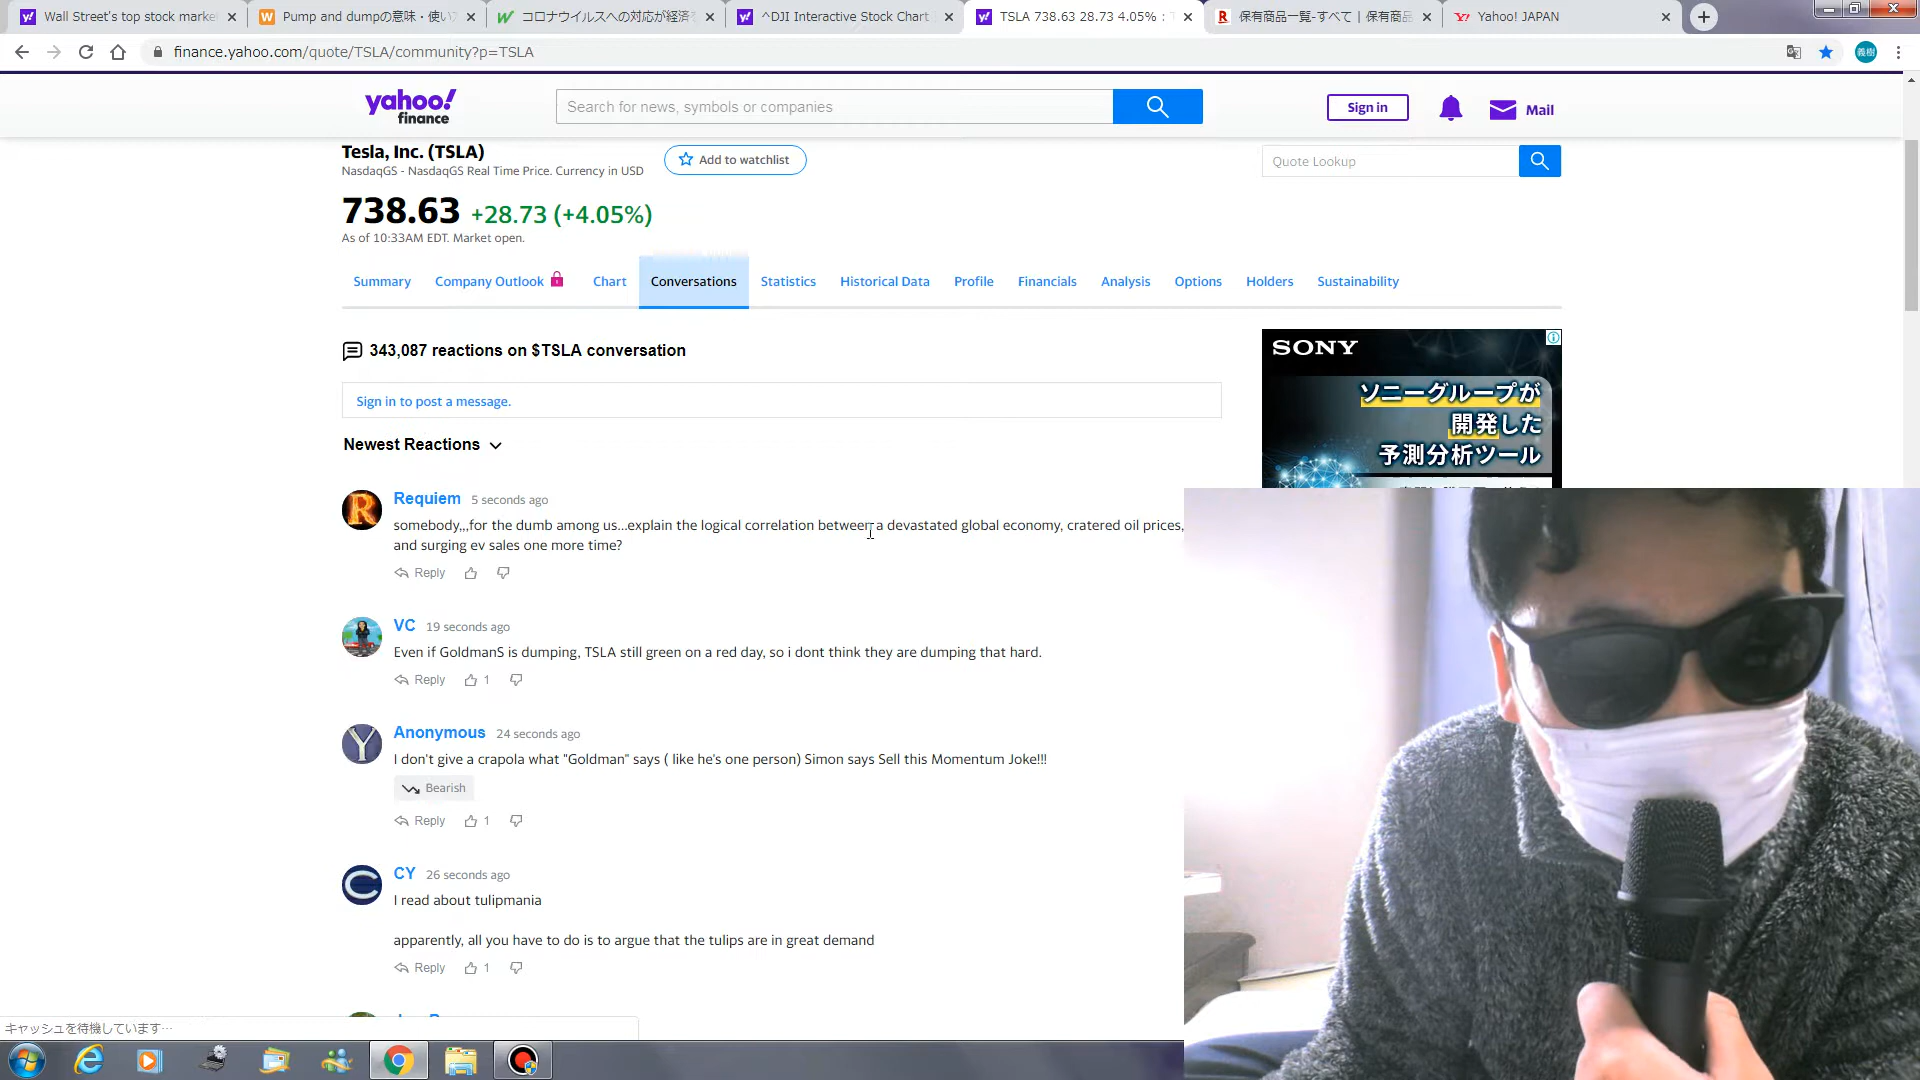 Wall Street's top stock market
Pump and dumpの意味・使い
コロナウイルスへの対応が経済
^DJI Interactive Stock Chart
TSLA 738.63 28.73 4.05% :
保有商品一覧-すべて | 保有商品
Yahoo! JAPAN
finance.yahoo.com/quote/TSLA/community?p=TSLA
義樹
yahoo!
finance
Search for news, symbols or companies
Sign in
Mail
Tesla, Inc. (TSLA)
NasdaqGS - NasdaqGS Real Time Price. Currency in USD
Add to watchlist
Quote Lookup
738.63 +28.73 (+4.05%)
As of 10:33AM EDT. Market open.
Summary
Company Outlook
Chart
Conversations
Statistics
Historical Data
Profile
Financials
Analysis
Options
Holders
Sustainability
343,087 reactions on $TSLA conversation
Sign in to post a message.
Newest Reactions
SONY
ソニーグループが
開発した
予測分析ツール
Requiem 5 seconds ago
somebody,,,for the dumb among us...explain the logical correlation between a devastated global economy, cratered oil prices,
and surging ev sales one more time?
Reply
VC 19 seconds ago
Even if GoldmanS is dumping, TSLA still green on a red day, so i dont think they are dumping that hard.
Reply 1
Anonymous 24 seconds ago
I don't give a crapola what "Goldman" says ( like he's one person) Simon says Sell this Momentum Joke!!!
Bearish
Reply 1
CY 26 seconds ago
I read about tulipmania
apparently, all you have to do is to argue that the tulips are in great demand
Reply 1
キャッシュを待機しています…